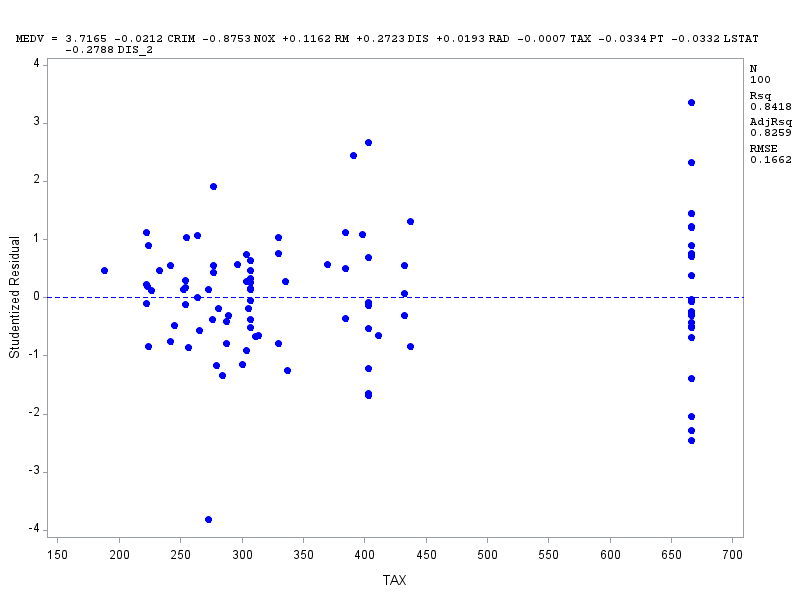 MEDV = 3.7165 -0.0212 CRIM -0.8753 NOX +0.1162 RM +0.2723 DIS +0.0193 RAD -0.0007 TAX -0.0334 PT -0.0332 LSTAT
-0.2788 DIS_2
N
100
Rsq
0.8418
AdjRsq
0.8259
RMSE
0.1662
4
3
2
1
0
-1
-2
-3
-4
Studentized Residual
150 200 250 300 350 400 450 500 550 600 650 700
TAX